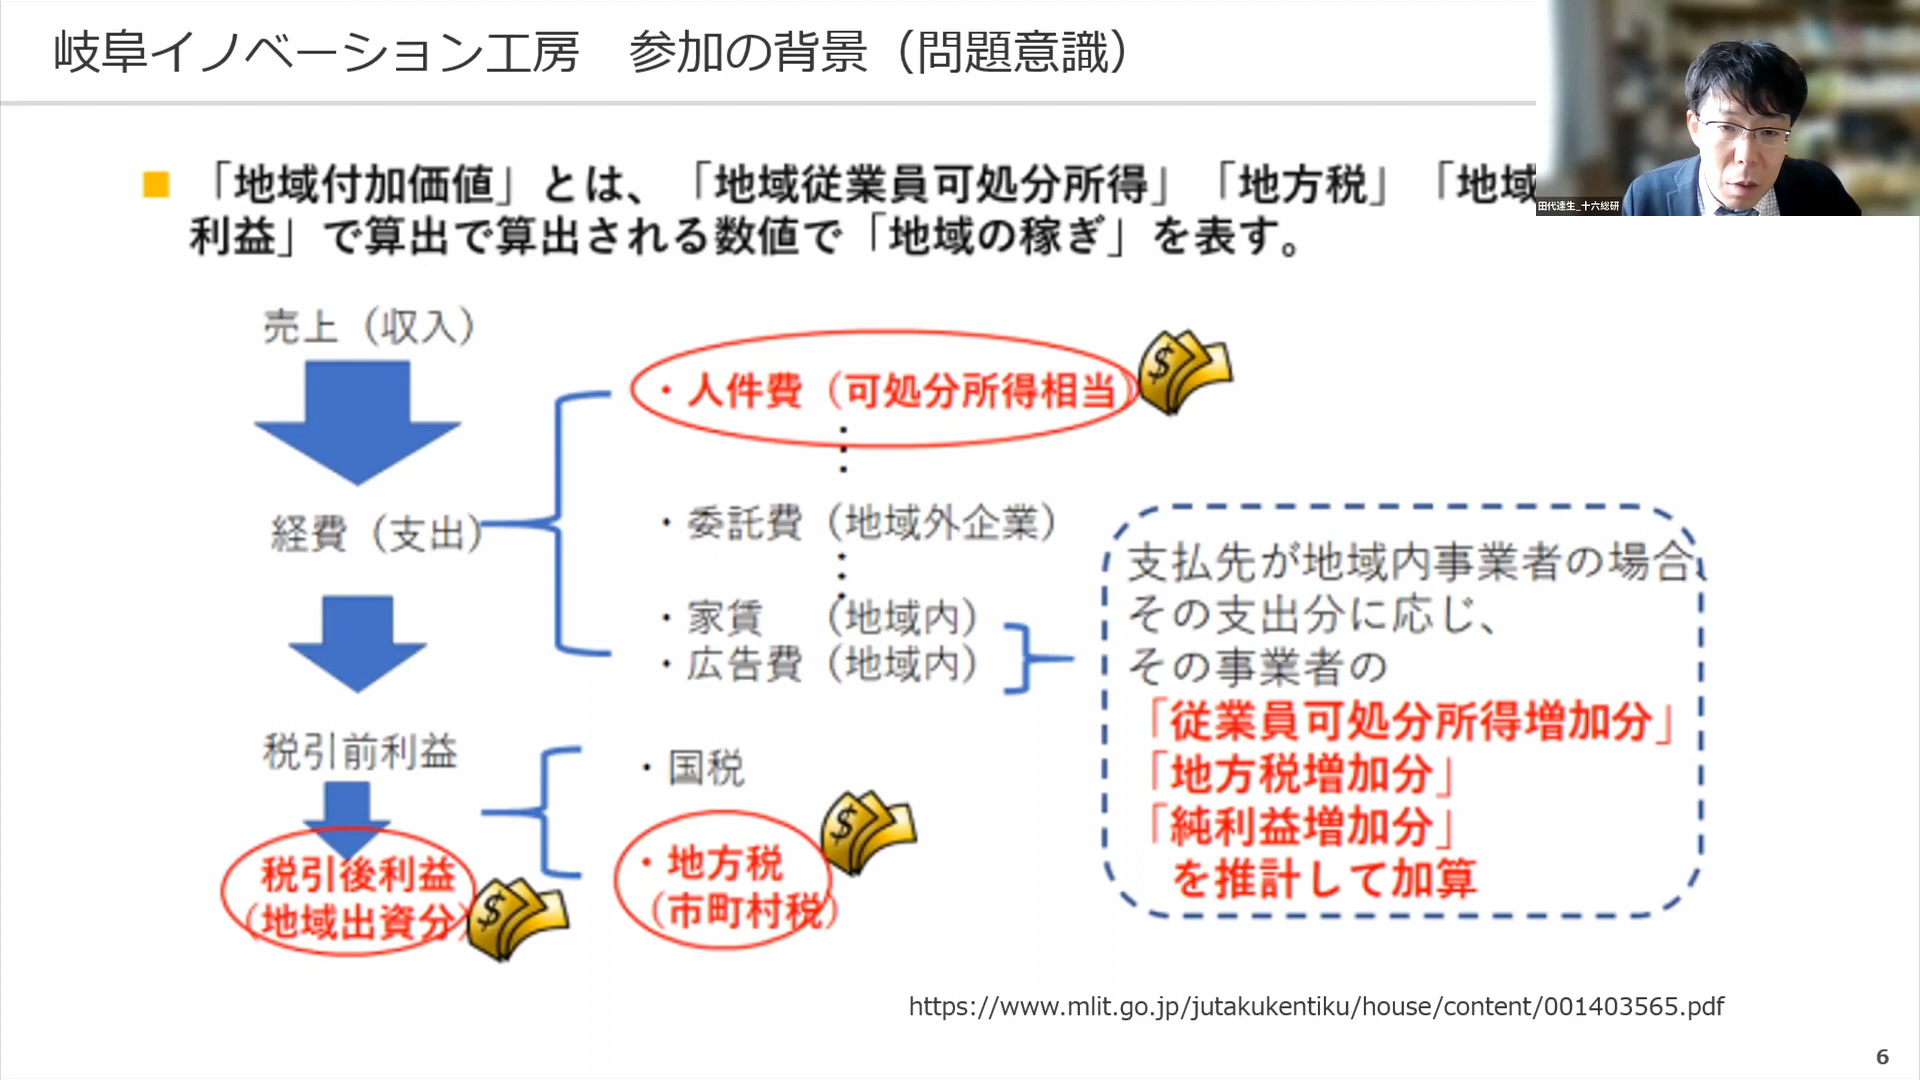 岐阜イノベーション工房　参加の背景（問題意識）
田代達生_十六総研
■「地域付加価値」とは、「地域従業員可処分所得」「地方税」「地域
利益」で算出で算出される数値で「地域の稼ぎ」を表す。
売上（収入）
・人件費（可処分所得相当）
経費（支出）
・委託費（地域外企業）
・家賃　（地域内）
・広告費（地域内）
支払先が地域内事業者の場合、
その支出分に応じ、
その事業者の
「従業員可処分所得増加分」
「地方税増加分」
「純利益増加分」
を推計して加算
税引前利益
・国税
・地方税
（市町村税）
税引後利益
（地域出資分）
https://www.mlit.go.jp/jutakukentiku/house/content/001403565.pdf
6